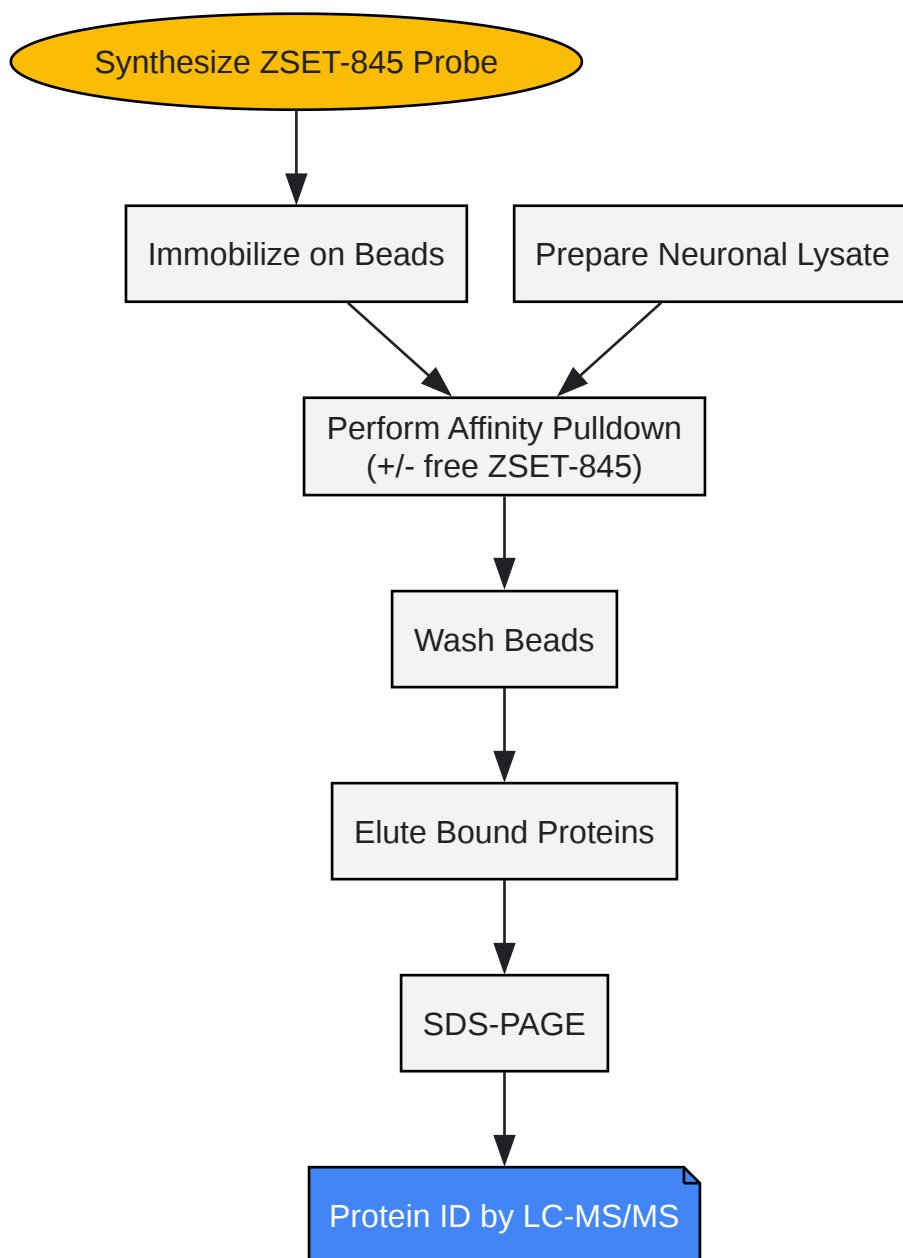 Synthesize ZSET-845 Probe
Immobilize on Beads
Prepare Neuronal Lysate
Perform Affinity Pulldown
(+/- free ZSET-845)
Wash Beads
Elute Bound Proteins
SDS-PAGE
Protein ID by LC-MS/MS